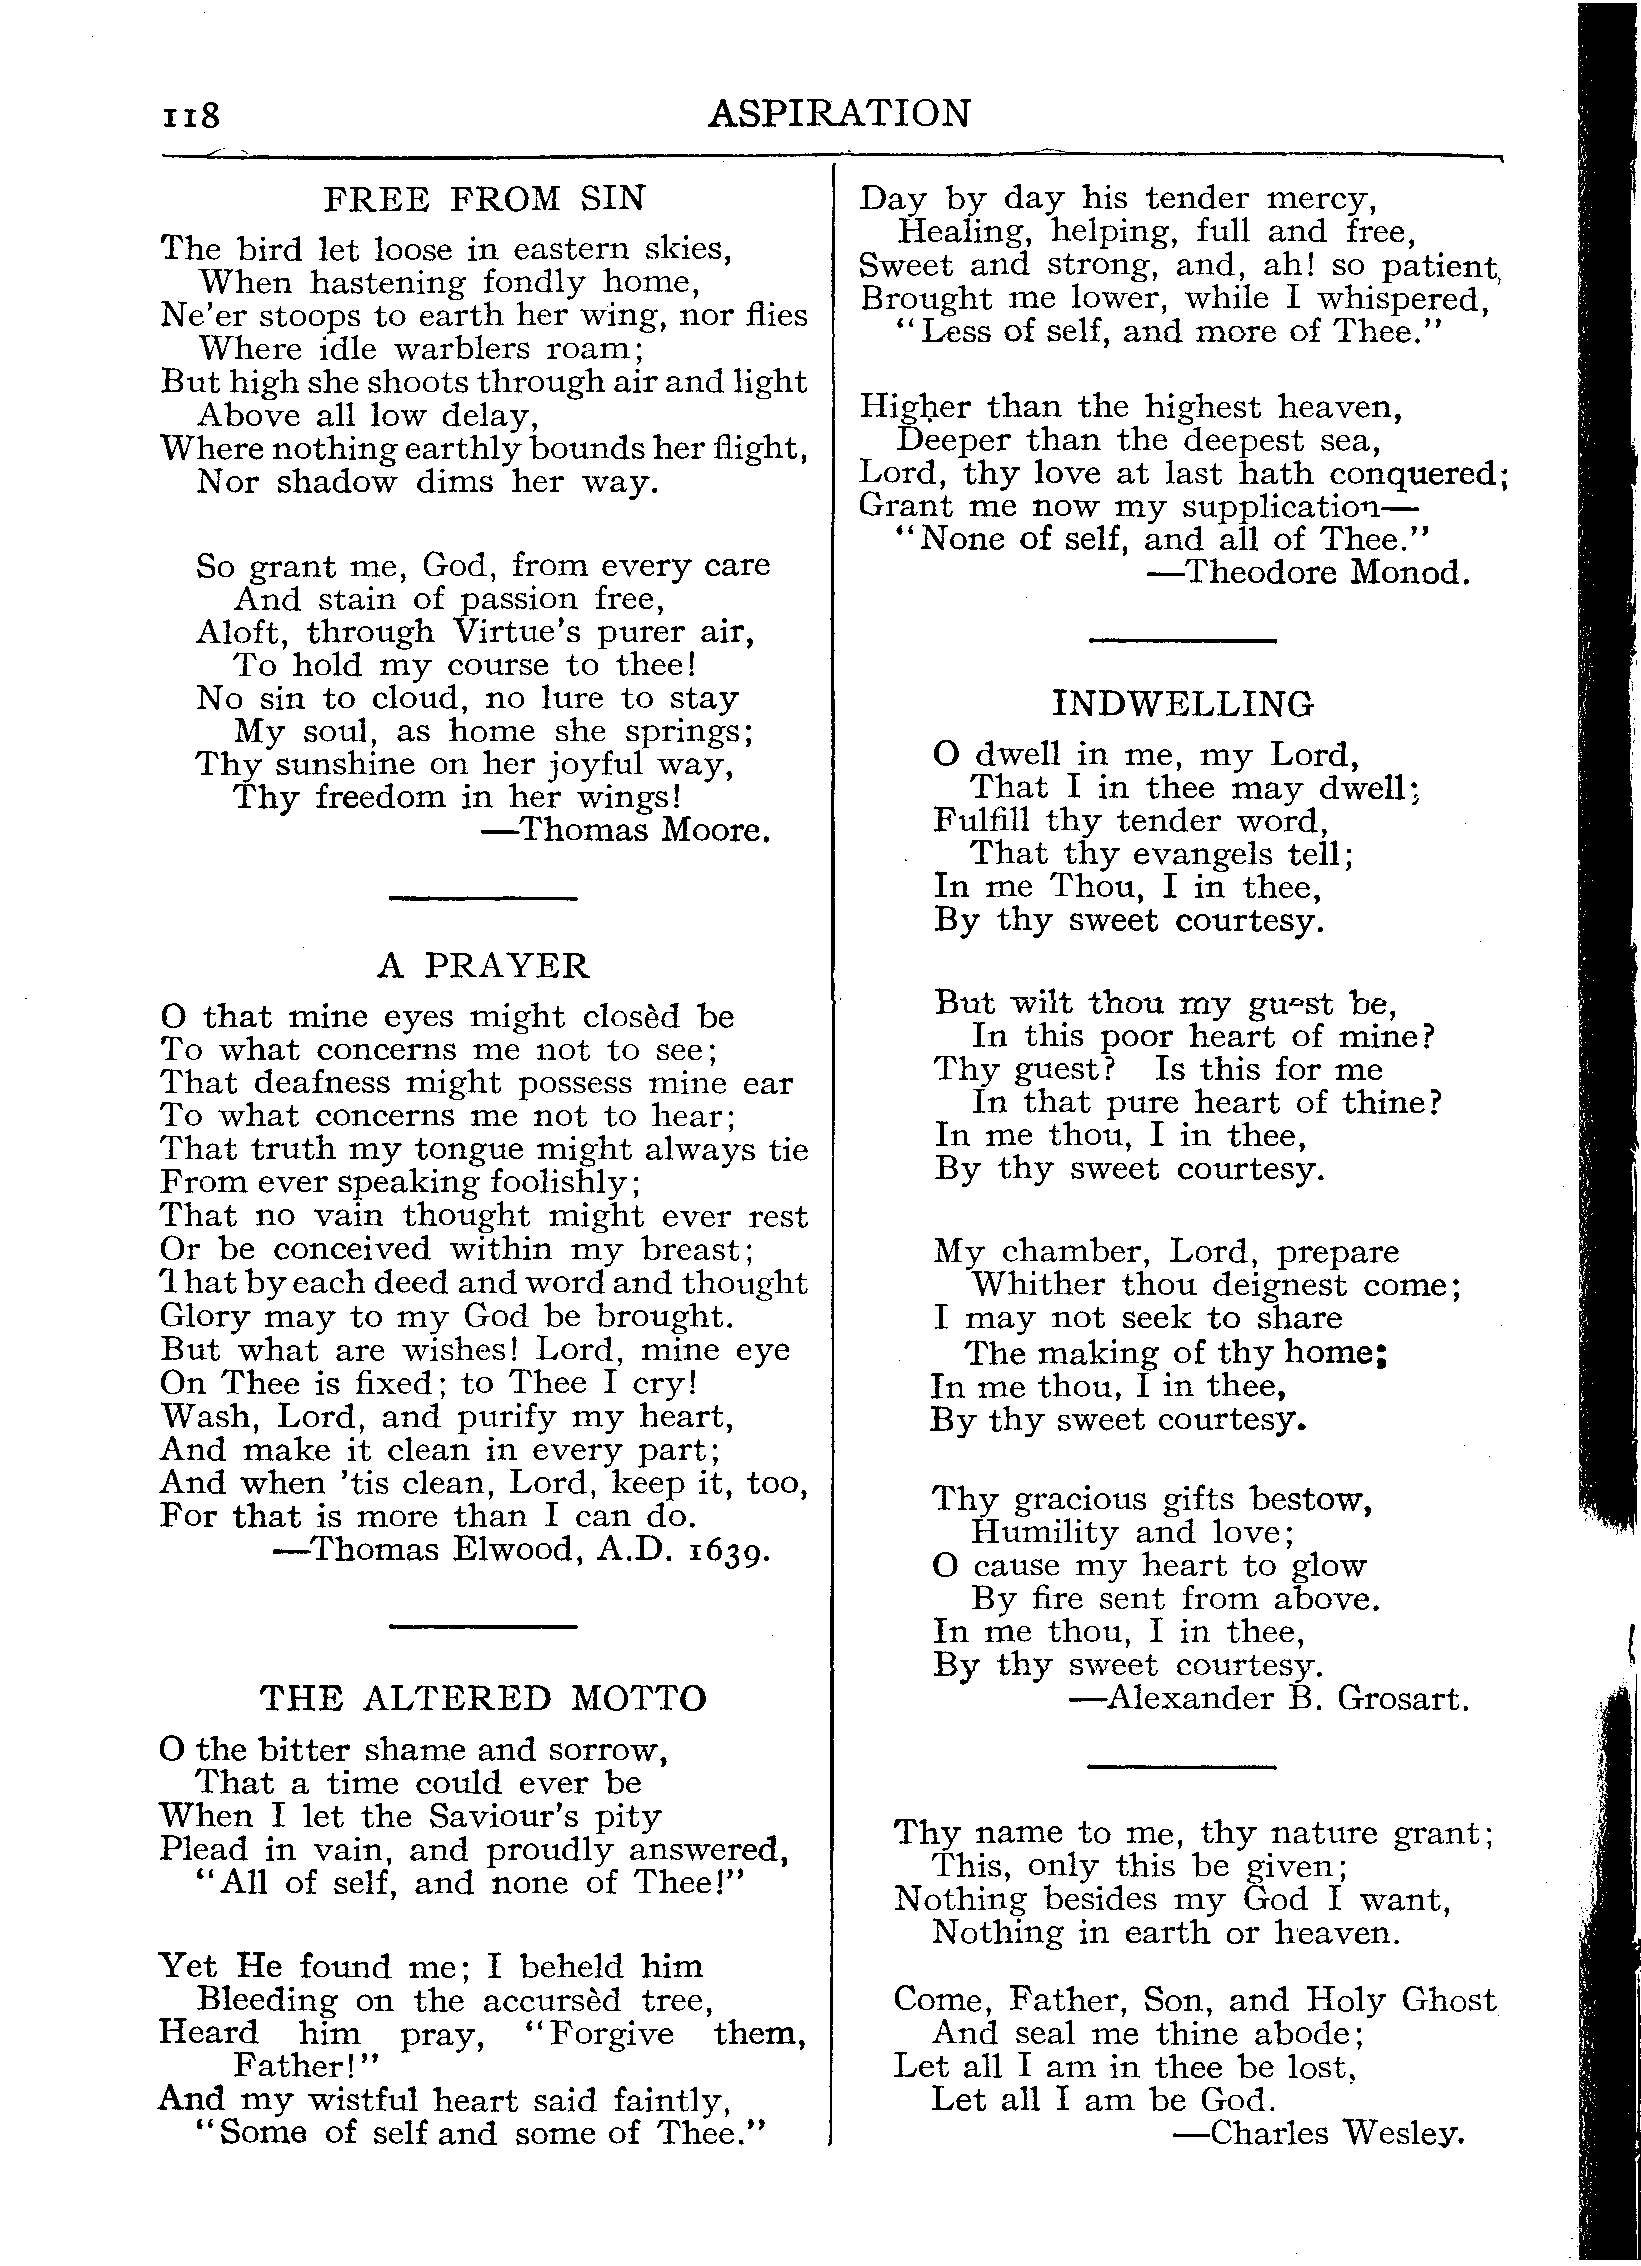 118 ASPIRATION
FREE FROM SIN
The bird let loose in eastern skies,
When hastening fondly home,
Ne'er stoops to earth her wing, nor flies
Where idle warblers roam;
But high she shoots through air and light
Above all low delay,
Where nothing earthly bounds her flight,
Nor shadow dims her way.
So grant me, God, from every care
And stain of passion free,
Aloft, through Virtue's purer air,
To hold my course to thee!
No sin to cloud, no lure to stay
My soul, as home she springs;
Thy sunshine on her joyful way,
Thy freedom in her wings!
—Thomas Moore.
A PRAYER
O that mine eyes might closèd be
To what concerns me not to see;
That deafness might possess mine ear
To what concerns me not to hear;
That truth my tongue might always tie
From ever speaking foolishly;
That no vain thought might ever rest
Or be conceived within my breast;
That by each deed and word and thought
Glory may to my God be brought.
But what are wishes! Lord, mine eye
On Thee is fixed; to Thee I cry!
Wash, Lord, and purify my heart,
And make it clean in every part;
And when 'tis clean, Lord, keep it, too,
For that is more than I can do.
—Thomas Elwood, A.D. 1639.
THE ALTERED MOTTO
O the bitter shame and sorrow,
That a time could ever be
When I let the Saviour's pity
Plead in vain, and proudly answered,
"All of self, and none of Thee!"
Yet He found me; I beheld him
Bleeding on the accursèd tree,
Heard him pray, "Forgive them,
Father!"
And my wistful heart said faintly,
"Some of self and some of Thee."
Day by day his tender mercy,
Healing, helping, full and free,
Sweet and strong, and, ah! so patient,
Brought me lower, while I whispered,
"Less of self, and more of Thee."
Higher than the highest heaven,
Deeper than the deepest sea,
Lord, thy love at last hath conquered;
Grant me now my supplication—
"None of self, and all of Thee."
—Theodore Monod.
INDWELLING
O dwell in me, my Lord,
That I in thee may dwell;
Fulfill thy tender word,
That thy evangels tell;
In me Thou, I in thee,
By thy sweet courtesy.
But wilt thou my guest be,
In this poor heart of mine?
Thy guest? Is this for me
In that pure heart of thine?
In me thou, I in thee,
By thy sweet courtesy.
My chamber, Lord, prepare
Whither thou deignest come;
I may not seek to share
The making of thy home;
In me thou, I in thee,
By thy sweet courtesy.
Thy gracious gifts bestow,
Humility and love;
O cause my heart to glow
By fire sent from above.
In me thou, I in thee,
By thy sweet courtesy.
—Alexander B. Grosart.
Thy name to me, thy nature grant;
This, only this be given;
Nothing besides my God I want,
Nothing in earth or heaven.
Come, Father, Son, and Holy Ghost
And seal me thine abode;
Let all I am in thee be lost,
Let all I am be God.
—Charles Wesley.